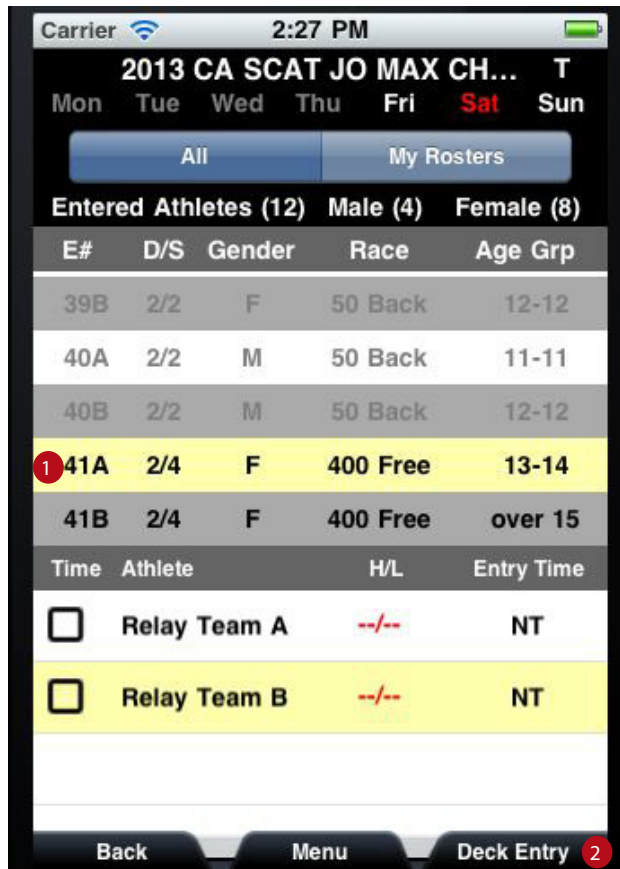 Carrier 2:27 PM
2013 CA SCAT JO MAX CH... T
Mon Tue Wed Thu Fri Sat Sun
All My Rosters
Entered Athletes (12) Male (4) Female (8)
E# D/S Gender Race Age Grp
39B 2/2 F 50 Back 12-12
40A 2/2 M 50 Back 11-11
40B 2/2 M 50 Back 12-12
1 41A 2/4 F 400 Free 13-14
41B 2/4 F 400 Free over 15
Time Athlete H/L Entry Time
Relay Team A --/-- NT
Relay Team B --/-- NT
Back Menu Deck Entry 2